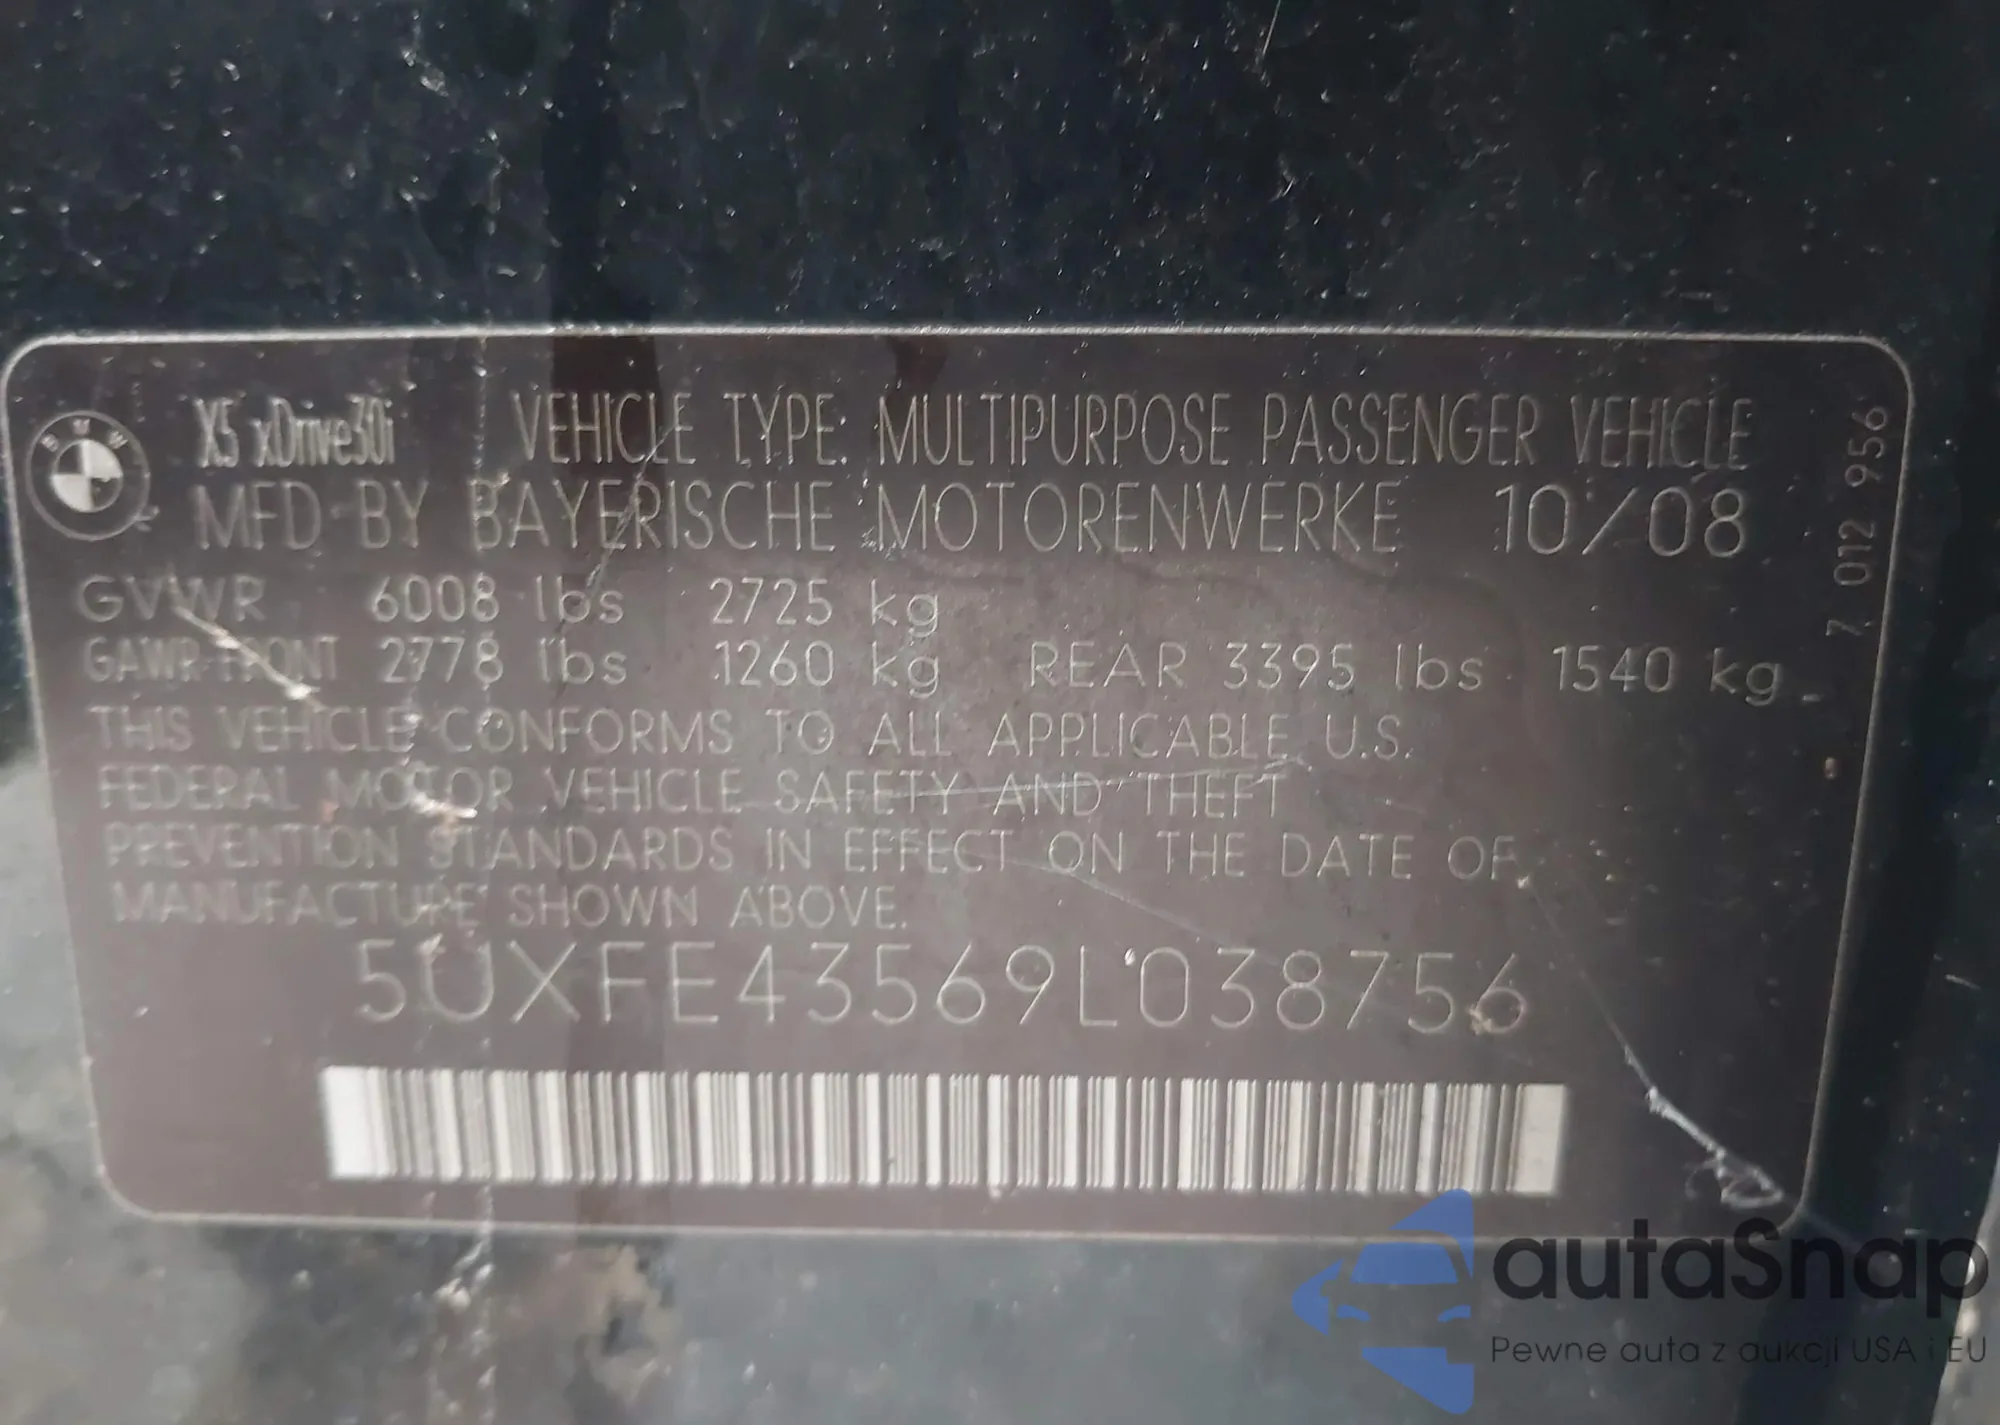 BMW
X5 xDrive30i VEHICLE TYPE: MULTIPURPOSE PASSENGER VEHICLE
MFD BY BAYERISCHE MOTORENWERKE 10/08
GVWR 6008 lbs 2725 kg
GAWR-FRONT 2778 lbs 1260 kg REAR 3395 lbs 1540 kg
THIS VEHICLE CONFORMS TO ALL APPLICABLE U.S.
FEDERAL MOTOR VEHICLE SAFETY AND THEFT
PREVENTION STANDARDS IN EFFECT ON THE DATE OF
MANUFACTURE SHOWN ABOVE.
5UXFE43569L038756
7 012 956
autaSnap
Pewne auta z aukcji USA i EU